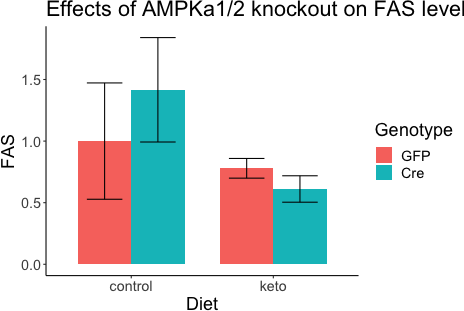 Effects of AMPKa1/2 knockout on FAS level
FAS
1.5
1.0
0.5
0.0
control
keto
Diet
Genotype
GFP
Cre